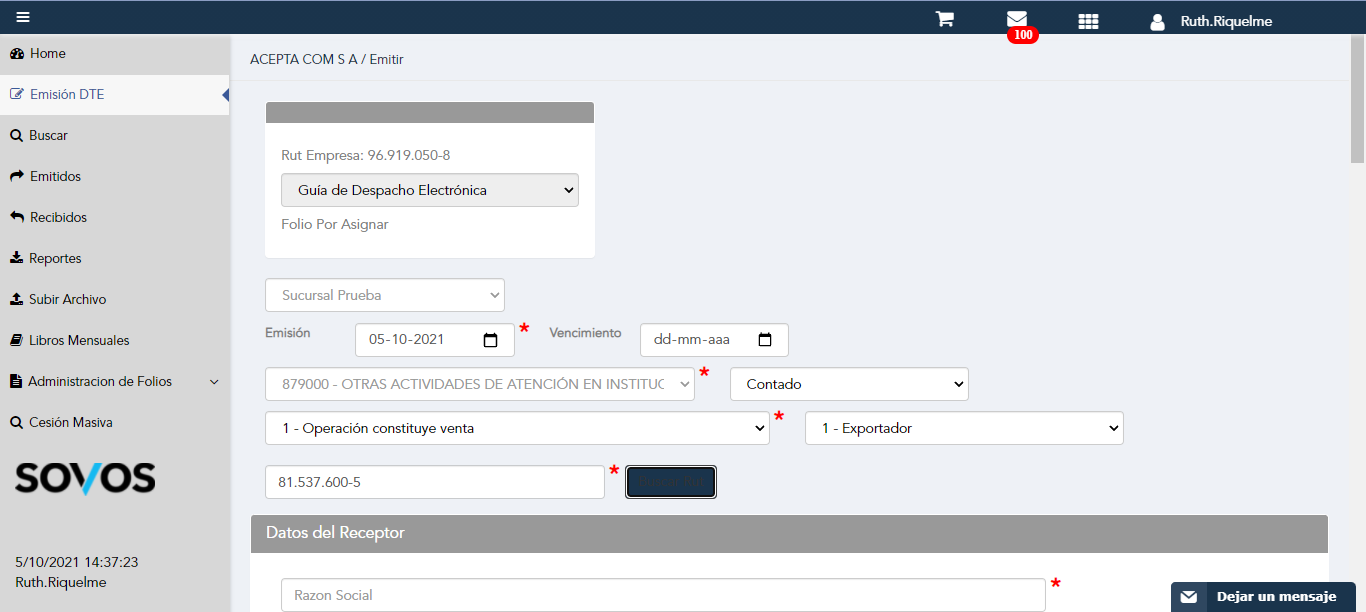 Ruth.Riquelme
100
Home
Emisión DTE
Buscar
Emitidos
Recibidos
Reportes
Subir Archivo
Libros Mensuales
Administracion de Folios
Cesión Masiva
SOVOS
5/10/2021 14:37:23
Ruth.Riquelme
ACEPTA COM S A / Emitir
Rut Empresa: 96.919.050-8
Guía de Despacho Electrónica
Folio Por Asignar
Sucursal Prueba
Emisión 05-10-2021 * Vencimiento dd-mm-aaa
879000 - OTRAS ACTIVIDADES DE ATENCIÓN EN INSTITUC * Contado
1 - Operación constituye venta * 1 - Exportador
81.537.600-5 *
Datos del Receptor
Razon Social *
Dejar un mensaje